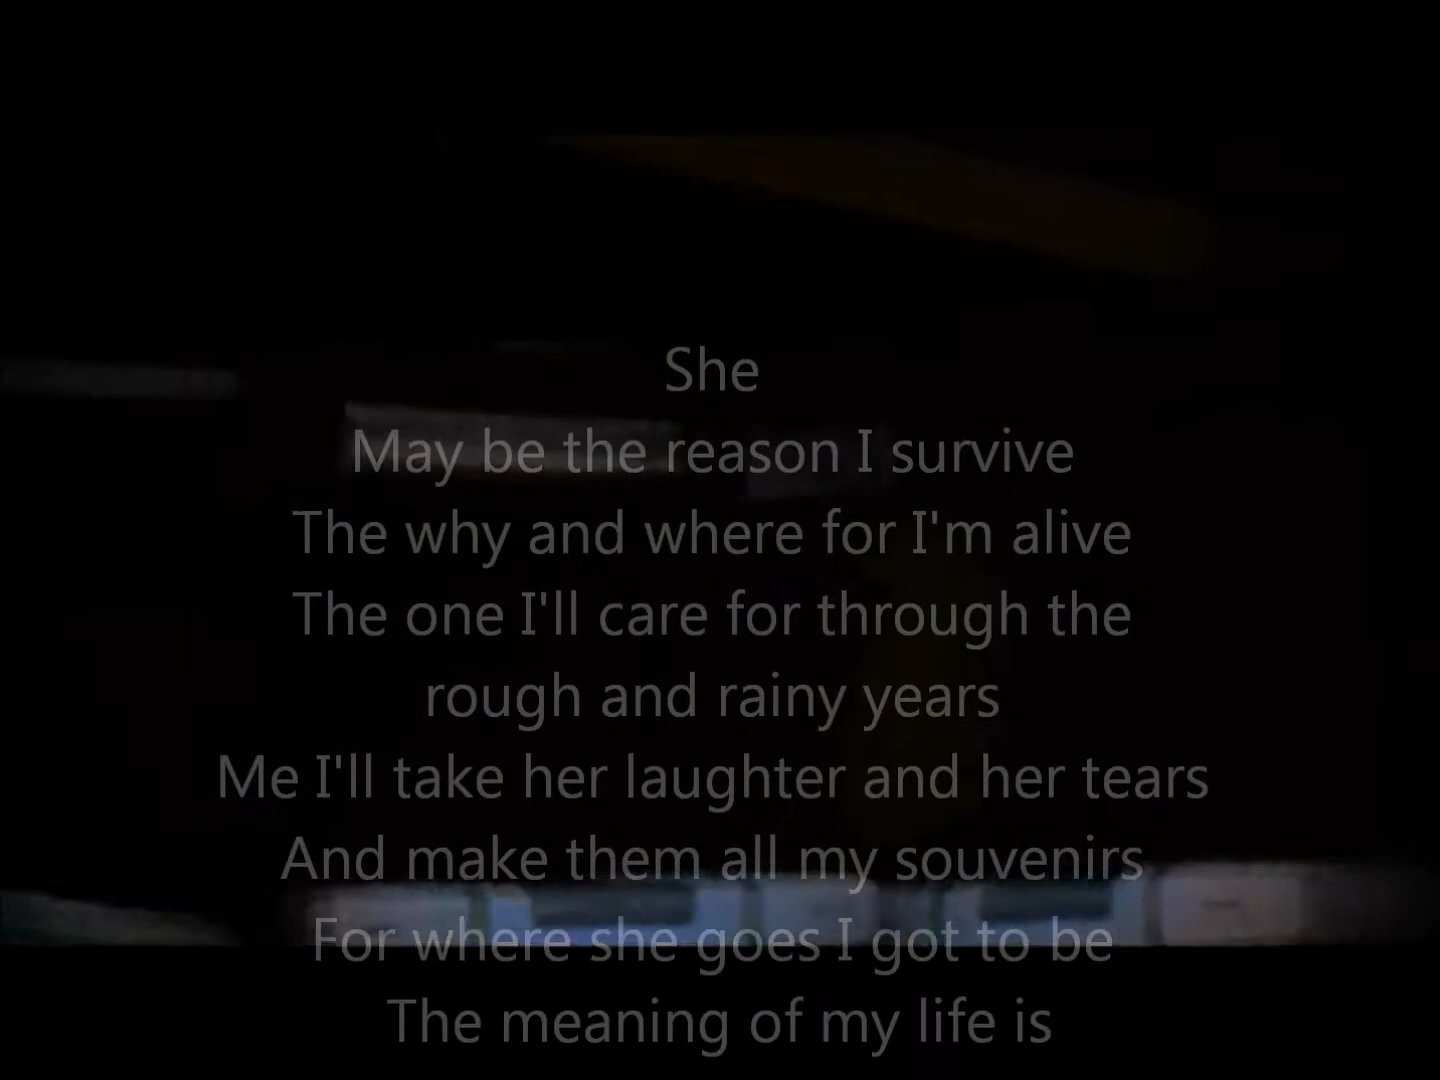 She
May be the reason I survive
The why and where for I'm alive
The one I'll care for through the
rough and rainy years
Me I'll take her laughter and her tears
And make them all my souvenirs
For where she goes I got to be
The meaning of my life is